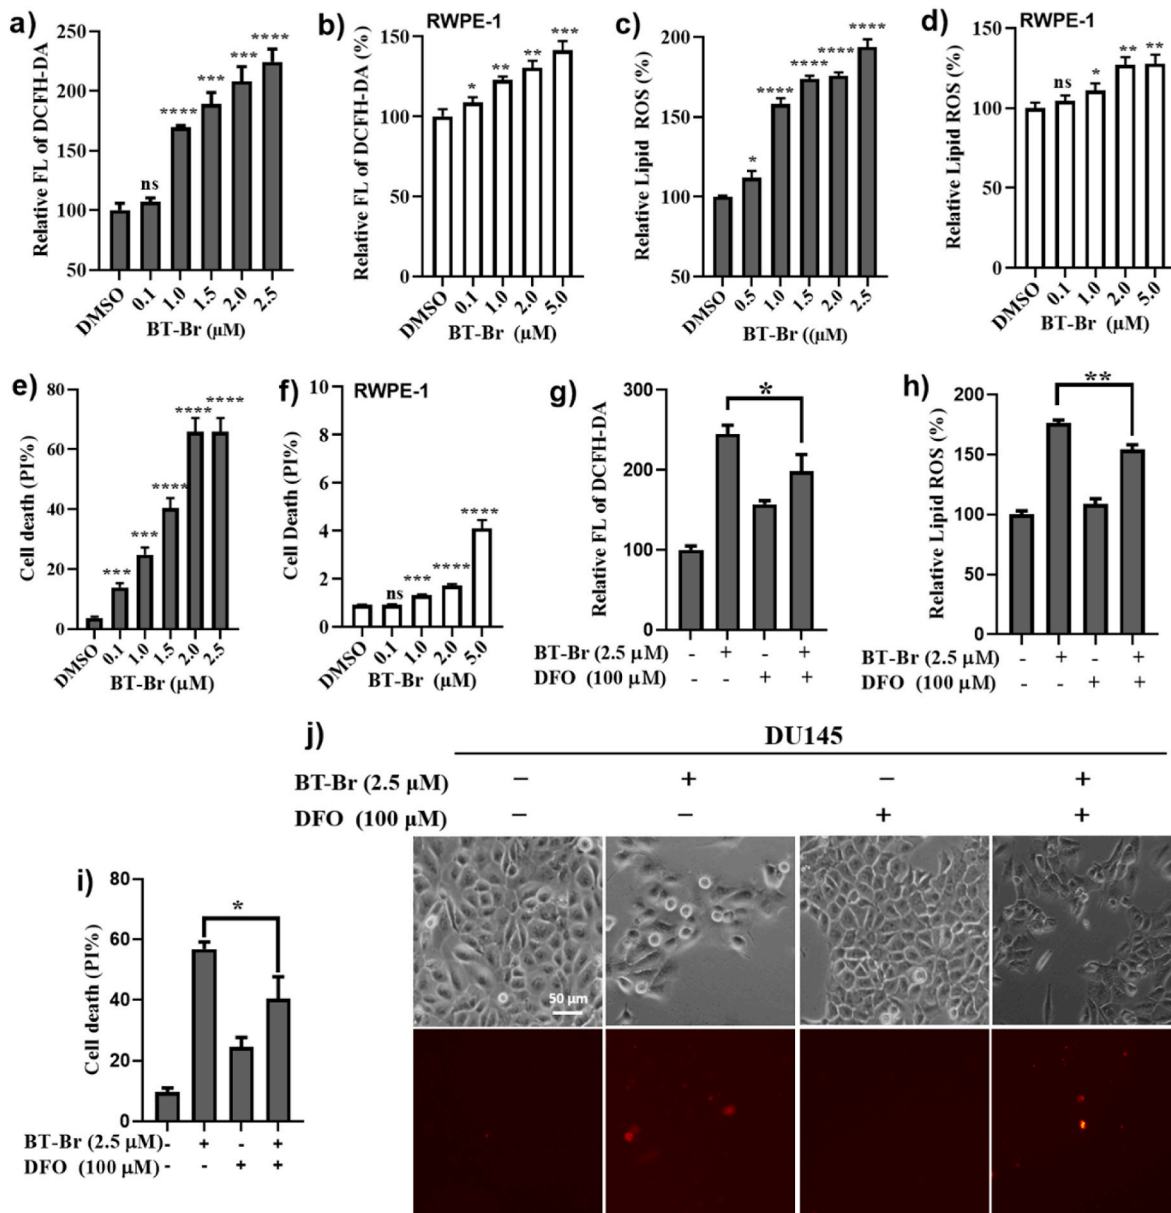 a)
Relative FL of DCFH-DA
250
200
150
100
50
ns
****
***
***
****
DMSO
0.1
1.0
1.5
2.0
2.5
BT-Br (μM)
b)
RWPE-1
Relative FL of DCFH-DA (%)
150
100
50
0
*
**
**
***
DMSO
0.1
1.0
2.0
5.0
BT-Br (μM)
c)
Relative Lipid ROS (%)
200
150
100
50
*
****
****
****
****
DMSO
0.5
1.0
1.5
2.0
2.5
BT-Br ((μM)
d)
RWPE-1
Relative Lipid ROS (%)
150
100
50
0
ns
*
**
**
DMSO
0.1
1.0
2.0
5.0
BT-Br (μM)
e)
Cell death (PI%)
80
60
40
20
0
***
***
****
****
****
DMSO
0.1
1.0
1.5
2.0
2.5
BT-Br (μM)
f)
RWPE-1
Cell Death (PI%)
10
8
6
4
2
0
ns
***
****
****
DMSO
0.1
1.0
2.0
5.0
BT-Br (μM)
g)
Relative FL of DCFH-DA
300
200
100
0
*
BT-Br (2.5 μM) - + - +
DFO (100 μM) - - + +
h)
Relative Lipid ROS (%)
200
150
100
50
**
BT-Br (2.5 μM) - + - +
DFO (100 μM) - - + +
i)
Cell death (PI%)
80
60
40
20
0
*
BT-Br (2.5 μM) - + - +
DFO (100 μM) - - + +
j)
DU145
BT-Br (2.5 μM) − + − +
DFO (100 μM) − − + +
50 μm